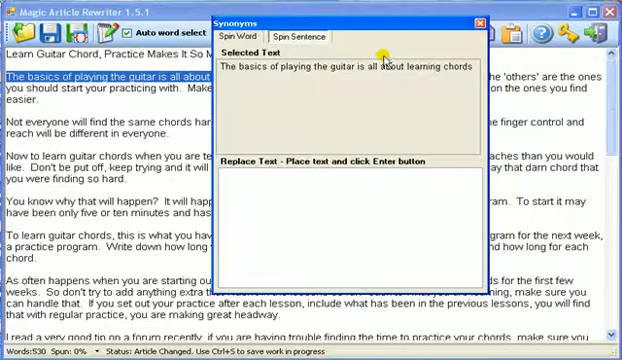 Magic Article Rewriter 1.5.1
Synonyms
Auto word select
Spin Word
Spin Sentence
Selected Text
The basics of playing the guitar is all about learning chords
Replace Text - Place text and click Enter button
Learn Guitar Chord, Practice Makes It So M
The basics of playing the guitar is all about the 'others' are the ones
you should start your practicing with. Make on the ones you find
easier.
Not everyone will find the same chords har the finger control and
reach will be different in everyone.
Now to learn guitar chords when you are te aches than you would
like. Don't be put off, keep trying and it will ay that darn chord that
you were finding so hard.
You know why that will happen? It will hap m. To start it may
have been only five or ten minutes and has
To learn guitar chords, this is what you hav gram for the next week,
a practice program. Write down how long y and how long for each
chord.
As often happens when you are starting ou ds for the first few
weeks. So don't try to add anything extra make sure you
can handle that. If you set out your practice after each lesson, include what has been in the previous lessons, you will find
that with regular practice, you are making great headway.
I read a very good tip on a forum recently, if you are having trouble finding the time to practice your chords, make sure
Words:530 Spun: 0% Status: Article Changed. Use Ctrl+S to save work in progress